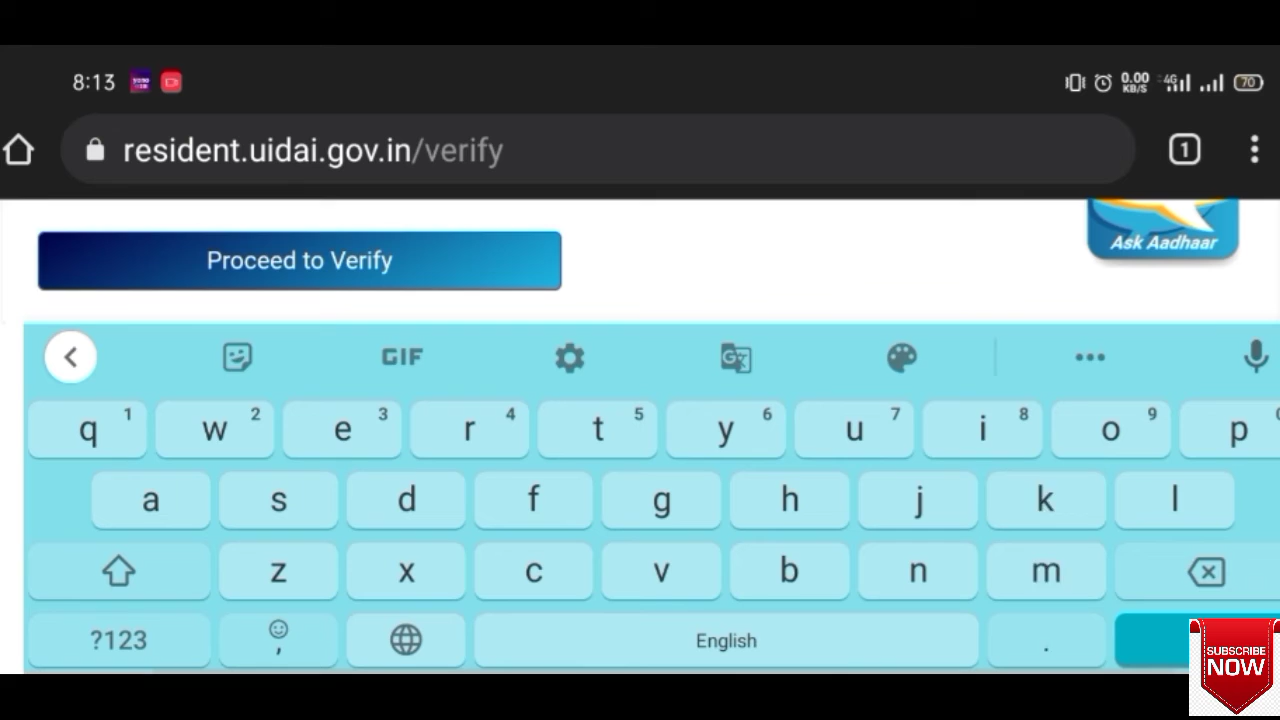 8:13 0.00 KB/S 4G 70
resident.uidai.gov.in/verify 1
Proceed to Verify
Ask Aadhaar
GIF
q 1 w 2 e 3 r 4 t 5 y 6 u 7 i 8 o 9 p
a s d f g h j k l
z x c v b n m
?123 , English .
SUBSCRIBE
NOW